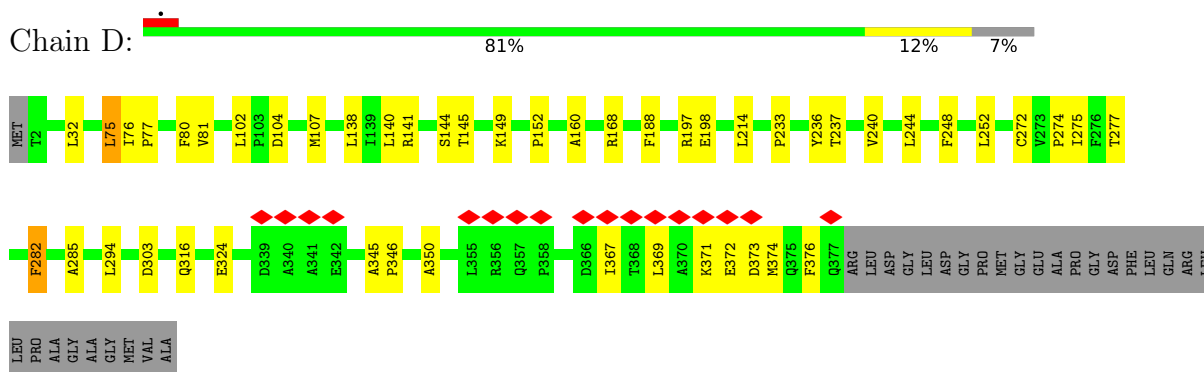 Chain D:
•
81% 12% 7%
MET T2 L32 L75 I76 P77 F80 V81 L102 P103 D104 M107 L138 I139 L140 R141 S144 T145 K149 P152 A160 R168 F188 R197 E198 L214 P233 Y236 T237 V240 L244 F248 L252 C272 V273 P274 I275 F276 T277
F282 A285 L294 D303 Q316 E324 D339 A340 A341 E342 A345 P346 A350 L355 R356 Q357 P358 D366 I367 T368 L369 A370 K371 E372 D373 M374 Q375 F376 Q377 ARG LEU ASP GLY LEU ASP GLY PRO MET GLY GLU ALA PRO GLY ASP PHE LEU GLN ARG LEU
LEU PRO ALA GLY ALA GLY MET VAL ALA